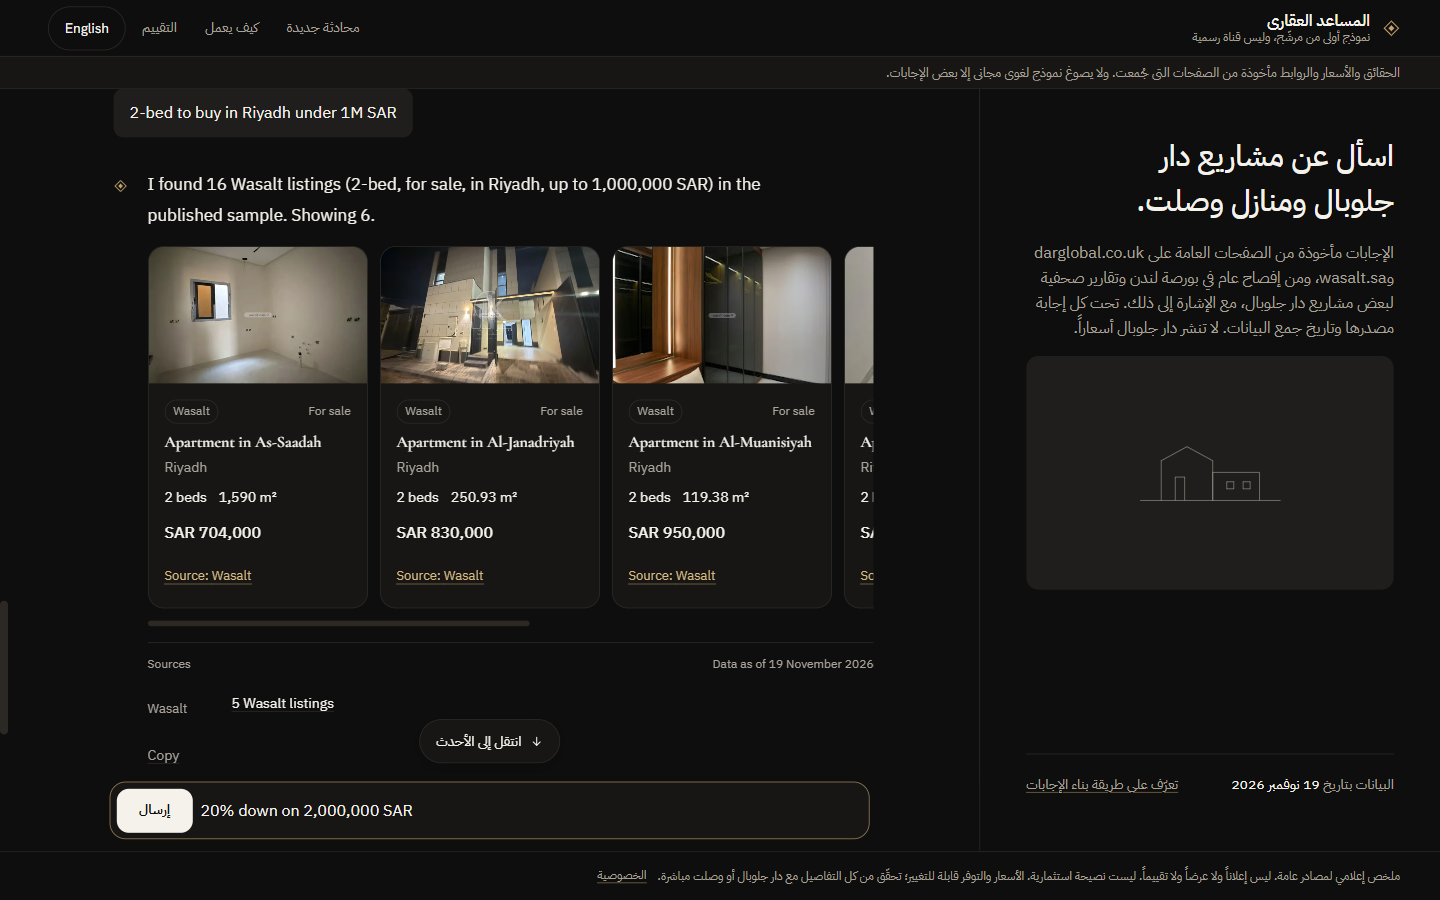 المساعد العقاري
نموذج أولي من مرشّح، وليس قناة رسمية
محادثة جديدة
كيف يعمل
التقييم
English
الحقائق والأسعار والروابط مأخوذة من الصفحات التي جُمعت. ولا يصوغ نموذج لغوي مجاني إلا بعض الإجابات.
اسأل عن مشاريع دار
جلوبال ومنازل وصلت.
الإجابات مأخوذة من الصفحات العامة على darglobal.co.uk
وwasalt.sa، ومن إفصاح عام في بورصة لندن وتقارير صحفية
لبعض مشاريع دار جلوبال، مع الإشارة إلى ذلك. تحت كل إجابة
مصدرها وتاريخ جمع البيانات. لا تنشر دار جلوبال أسعاراً.
البيانات بتاريخ 19 نوفمبر 2026
تعرّف على طريقة بناء الإجابات
2-bed to buy in Riyadh under 1M SAR
I found 16 Wasalt listings (2-bed, for sale, in Riyadh, up to 1,000,000 SAR) in the
published sample. Showing 6.
Wasalt
For sale
Apartment in As-Saadah
Riyadh
2 beds 1,590 m²
SAR 704,000
Source: Wasalt
Wasalt
For sale
Apartment in Al-Janadriyah
Riyadh
2 beds 250.93 m²
SAR 830,000
Source: Wasalt
Wasalt
For sale
Apartment in Al-Muanisiyah
Riyadh
2 beds 119.38 m²
SAR 950,000
Source: Wasalt
Sources
Data as of 19 November 2026
Wasalt
5 Wasalt listings
Copy
انتقل إلى الأحدث
إرسال
20% down on 2,000,000 SAR
ملخص إعلامي لمصادر عامة. ليس إعلاناً ولا عرضاً ولا تقييماً. ليست نصيحة استثمارية. الأسعار والتوفر قابلة للتغيير؛ تحقّق من كل التفاصيل مع دار جلوبال أو وصلت مباشرة.
الخصوصية